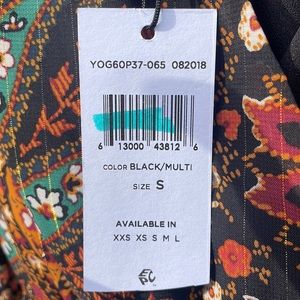 YOG60P37-065 082018
6 13000 43812 6
COLOR BLACK/MULTI
SIZE S
AVAILABLE IN
XXS XS S M L